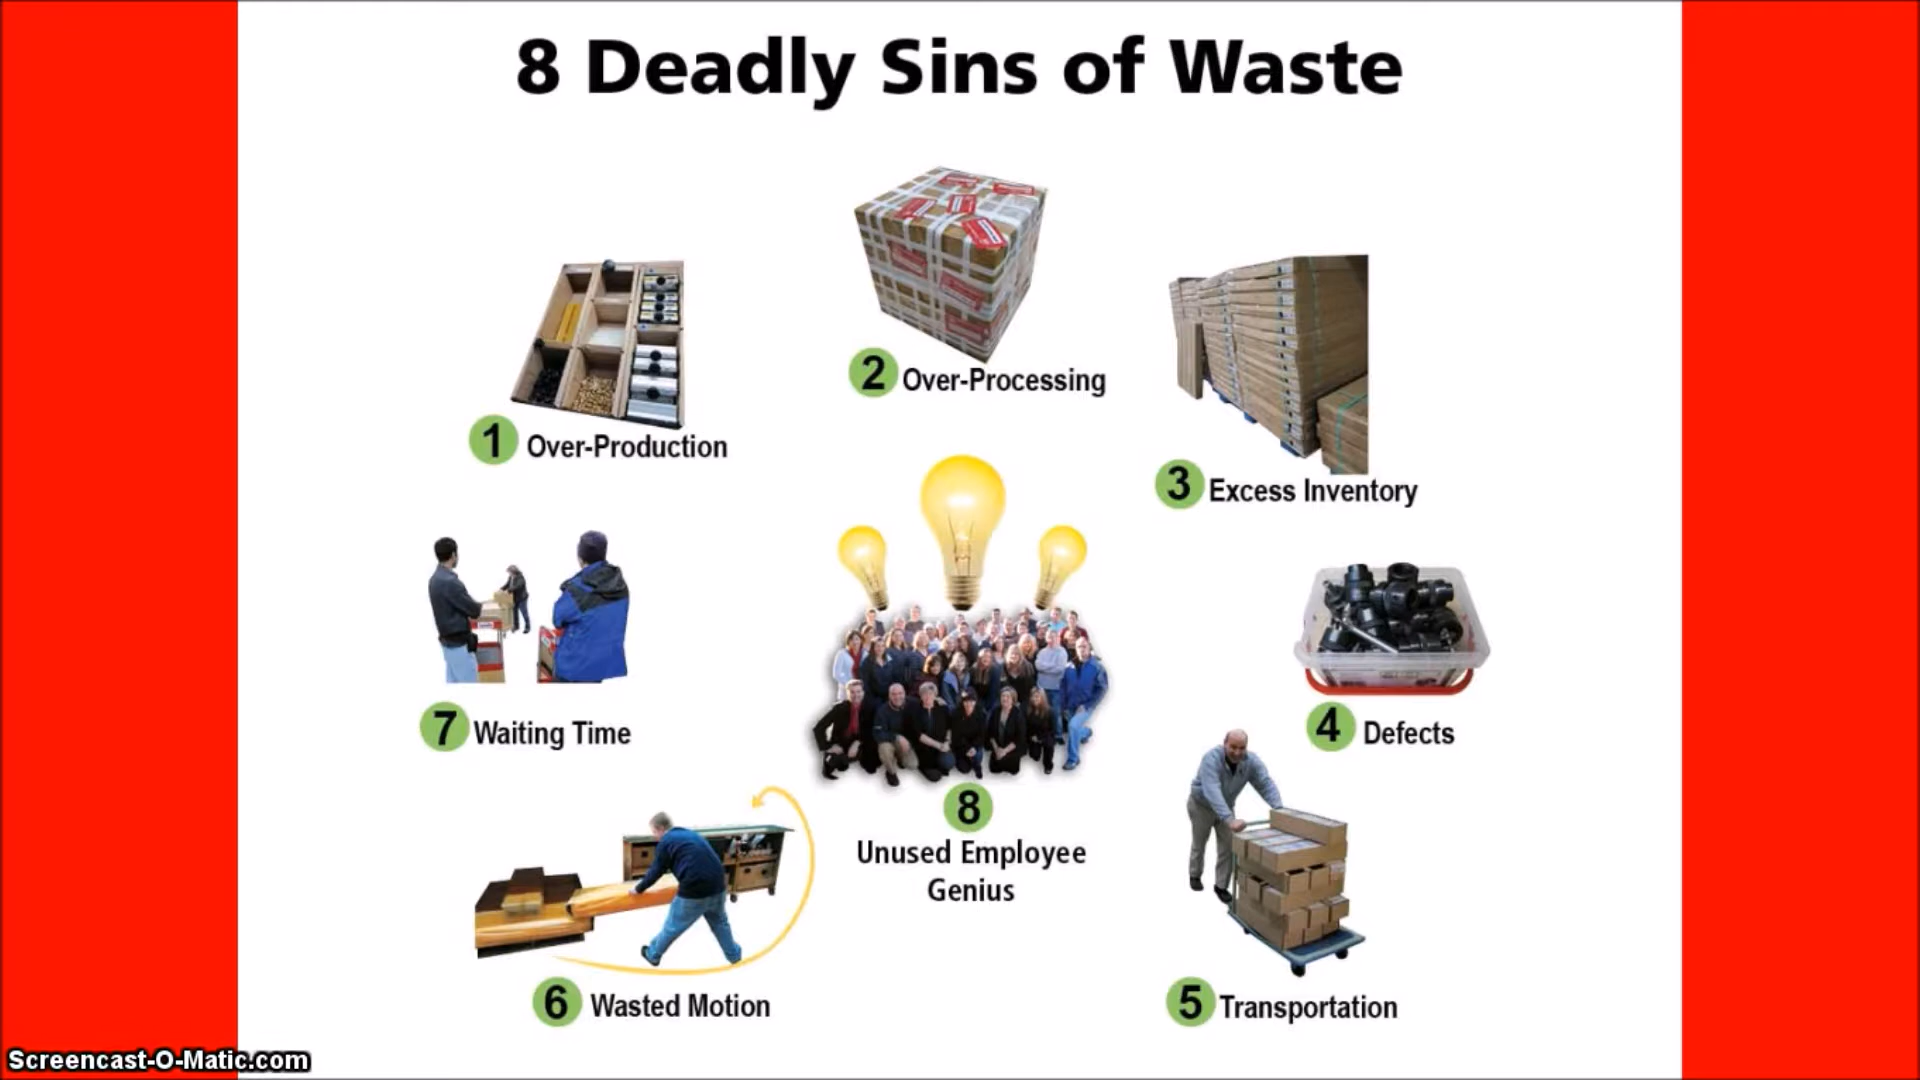 8 Deadly Sins of Waste
2 Over-Processing
1 Over-Production
3 Excess Inventory
7 Waiting Time
4 Defects
8
Unused Employee
Genius
6 Wasted Motion
5 Transportation
Screencast-O-Matic.com